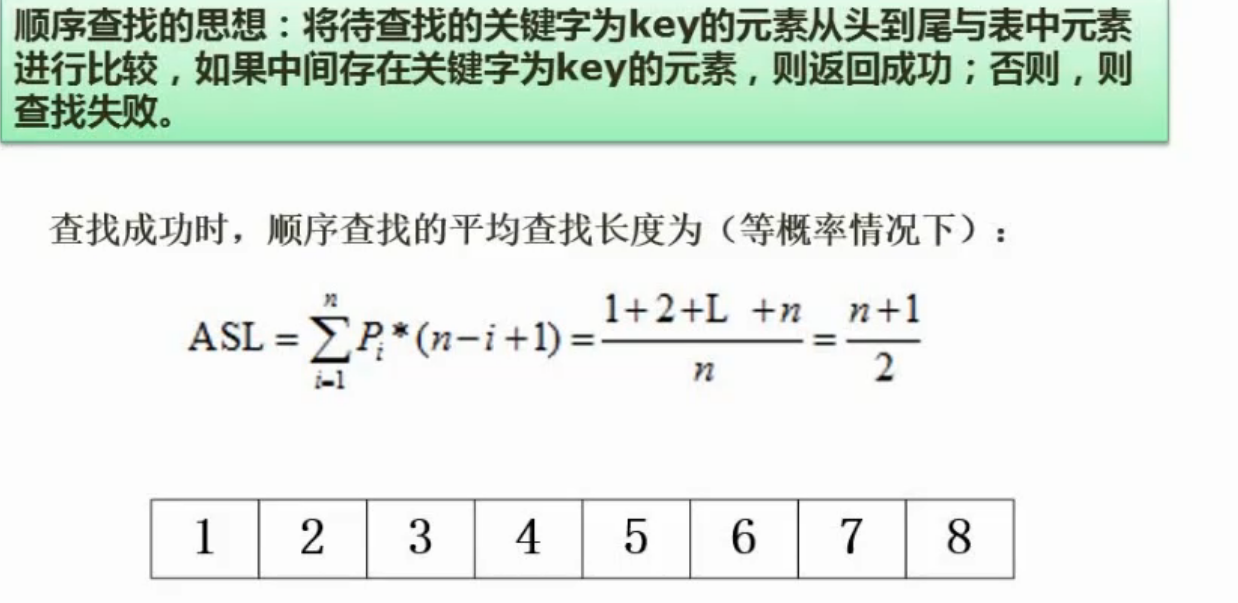 顺序查找的思想：将待查找的关键字为key的元素从头到尾与表中元素
进行比较，如果中间存在关键字为key的元素，则返回成功；否则，则
查找失败。
查找成功时，顺序查找的平均查找长度为（等概率情况下）：
ASL = \sum_{i=1}^{n} P_i * (n-i+1) = \frac{1+2+L +n}{n} = \frac{n+1}{2}
1 2 3 4 5 6 7 8